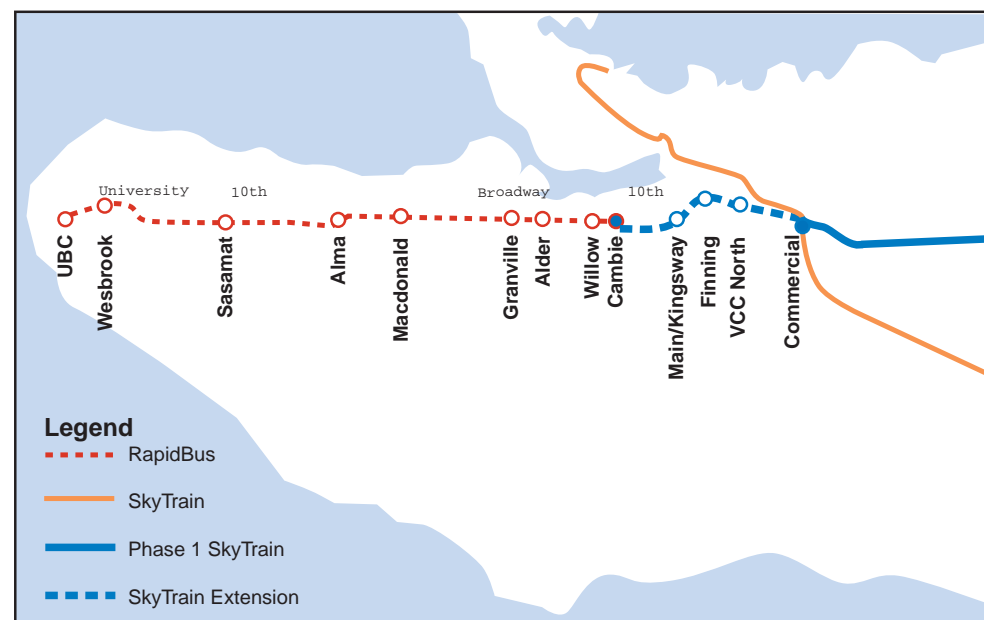 University
10th
Broadway
10th
UBC
Wesbrook
Sasamat
Alma
Macdonald
Granville
Alder
Willow
Cambie
Main/Kingsway
Finning
VCC North
Commercial
Legend
RapidBus
SkyTrain
Phase 1 SkyTrain
SkyTrain Extension